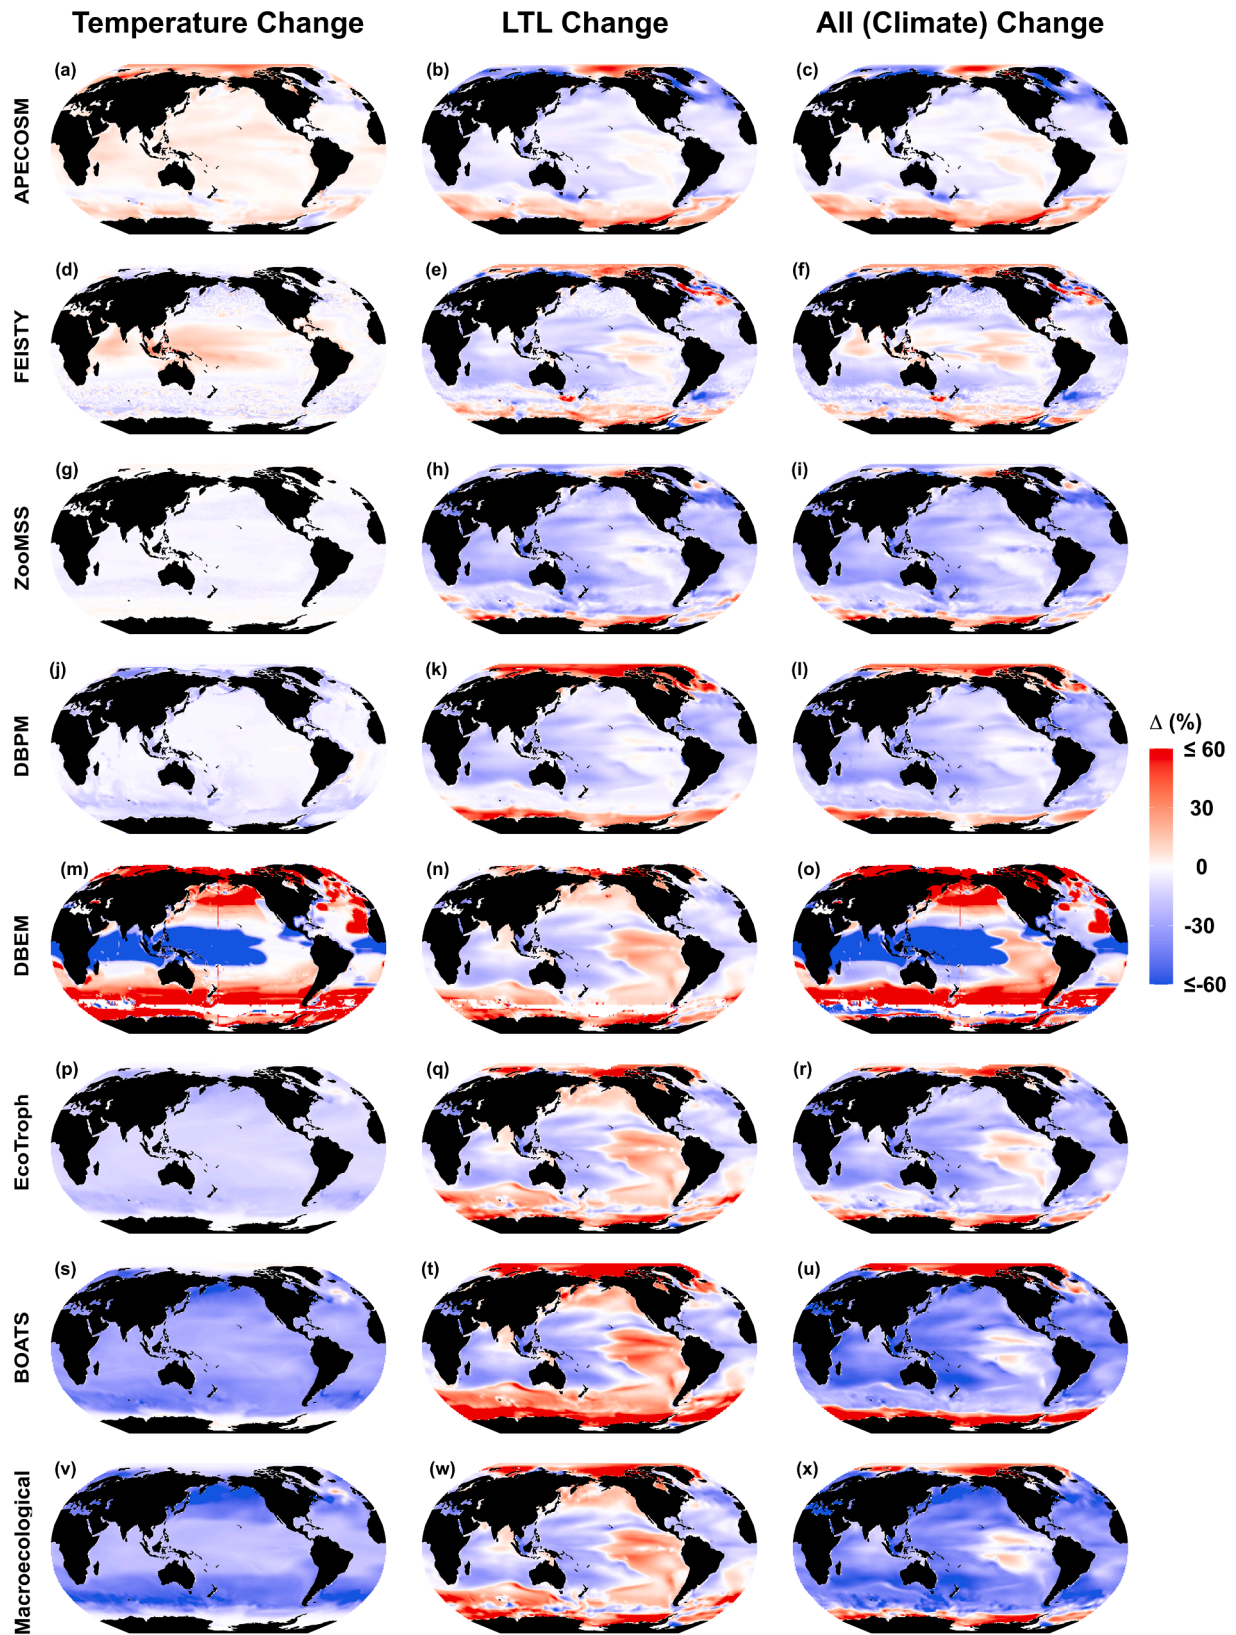 Temperature Change LTL Change All (Climate) Change
(a) (b) (c)
APECOSM
(d) (e) (f)
FEISTY
(g) (h) (i)
ZooMSS
(j) (k) (l)
DBPM
Δ (%)
≤ 60
30
0
-30
≤-60
(m) (n) (o)
DBEM
(p) (q) (r)
EcoTroph
(s) (t) (u)
BOATS
(v) (w) (x)
Macroecological